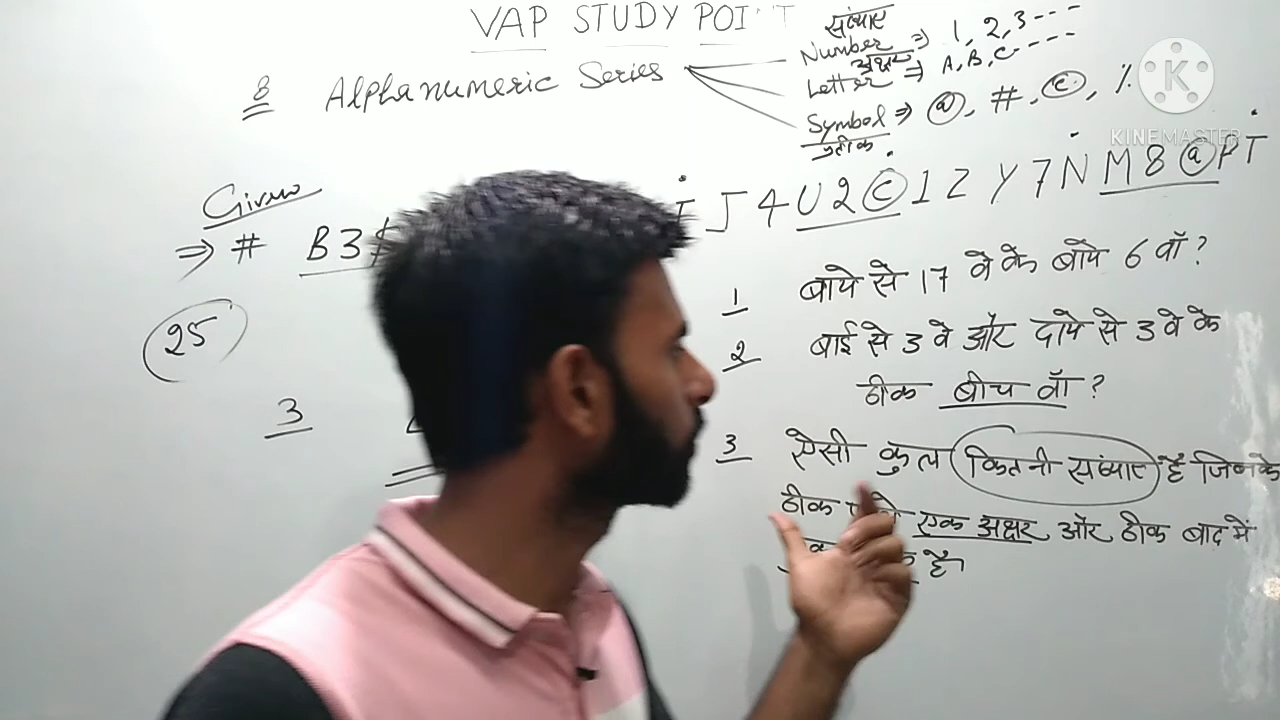 VAP STUDY POINT
8 Alphanumeric Series
संख्याए
Number ⇒ 1, 2, 3---
अक्षर
Letter ⇒ A, B, C----
Symbol ⇒ @, #, ©, %
प्रतीक
KINEMASTER
Given
⇒ # B3$ J 4 U 2 © 1 Z Y 7 N M 8 @ P T
25
1 बाये से 17 वे के बाये 6 वाँ ?
2 बाई से 3 वे और दाये से 3 वे के
ठीक बीच वाँ ?
3
3 ऐसी कुल कितनी संख्याए है जिनके
ठीक एक अक्षर और ठीक बाद मे
है